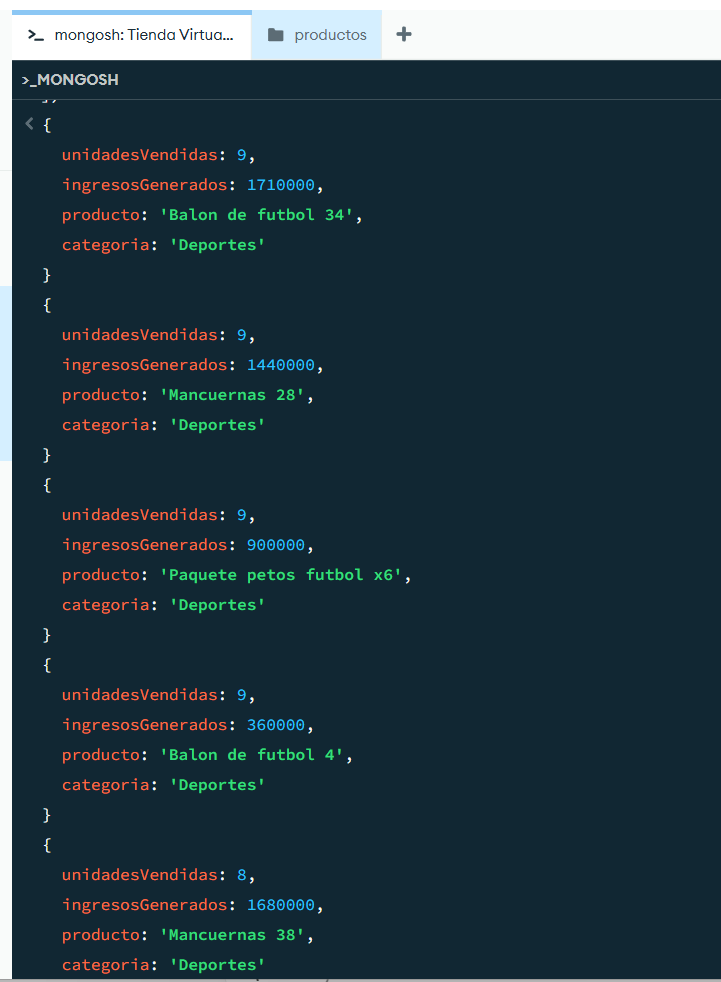 >_ mongosh: Tienda Virtua... productos +
>_MONGOSH
{
unidadesVendidas: 9,
ingresosGenerados: 1710000,
producto: 'Balon de futbol 34',
categoria: 'Deportes'
}
{
unidadesVendidas: 9,
ingresosGenerados: 1440000,
producto: 'Mancuernas 28',
categoria: 'Deportes'
}
{
unidadesVendidas: 9,
ingresosGenerados: 900000,
producto: 'Paquete petos futbol x6',
categoria: 'Deportes'
}
{
unidadesVendidas: 9,
ingresosGenerados: 360000,
producto: 'Balon de futbol 4',
categoria: 'Deportes'
}
{
unidadesVendidas: 8,
ingresosGenerados: 1680000,
producto: 'Mancuernas 38',
categoria: 'Deportes'